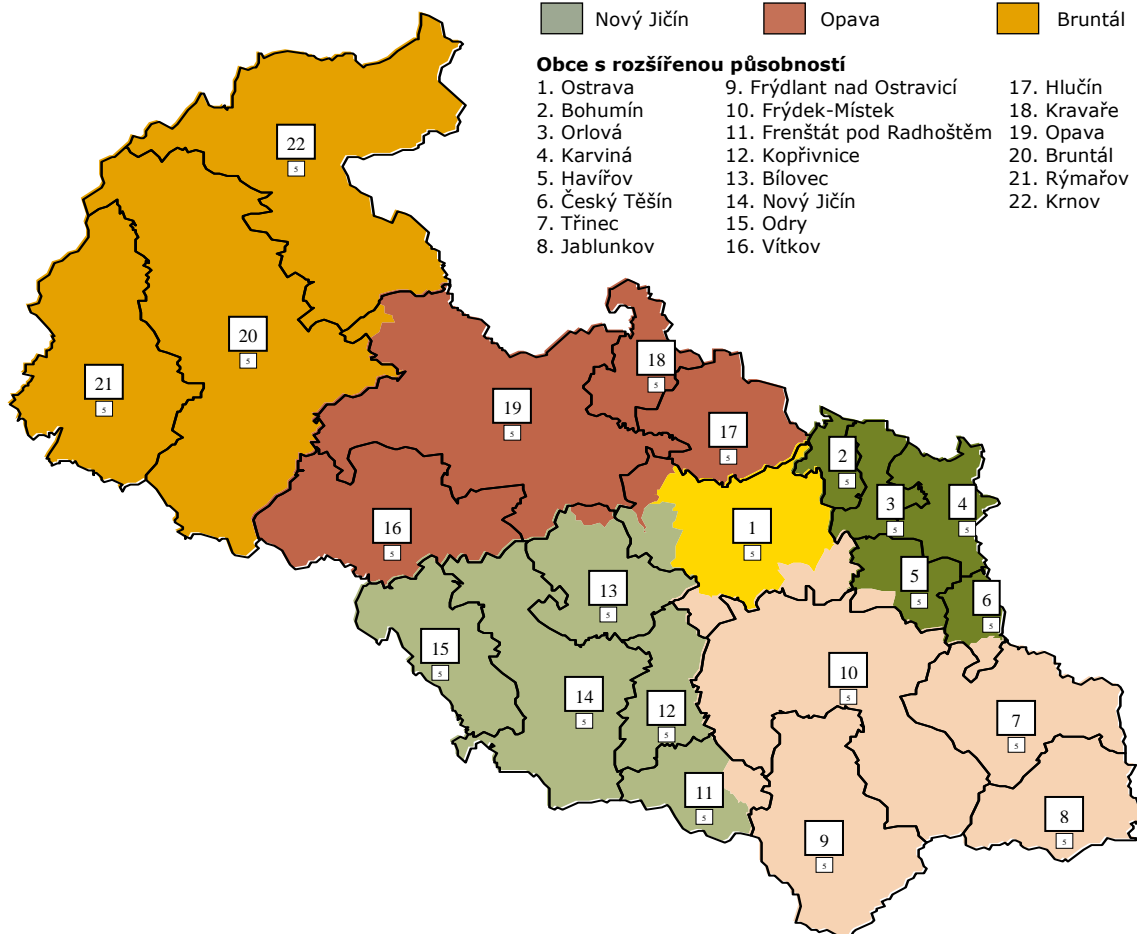 Nový Jičín Opava Bruntál
Obce s rozšířenou působností
1. Ostrava
2. Bohumín
3. Orlová
4. Karviná
5. Havířov
6. Český Těšín
7. Třinec
8. Jablunkov
9. Frýdlant nad Ostravicí
10. Frýdek-Místek
11. Frenštát pod Radhoštěm
12. Kopřivnice
13. Bílovec
14. Nový Jičín
15. Odry
16. Vítkov
17. Hlučín
18. Kravaře
19. Opava
20. Bruntál
21. Rýmařov
22. Krnov
22
5
20
5
21
5
18
5
19
5
17
5
2
5
3
5
4
5
16
5
1
5
5
5
13
5
6
5
15
5
10
5
14
5
12
5
7
5
11
5
8
5
9
5